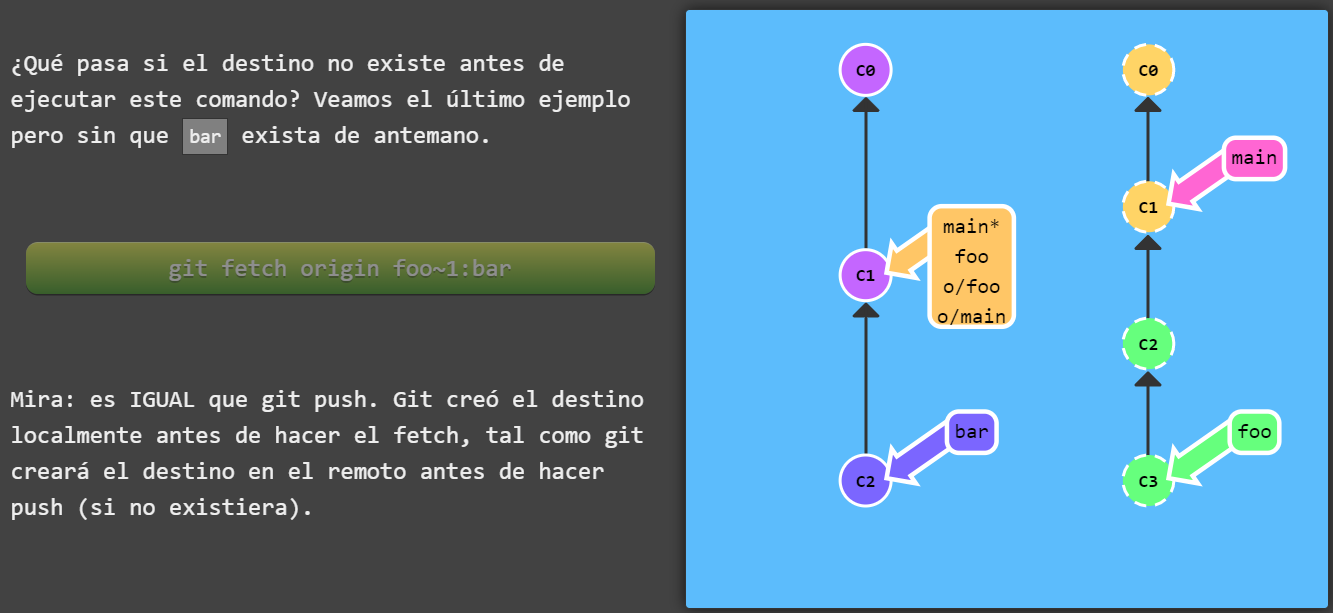 ¿Qué pasa si el destino no existe antes de
ejecutar este comando? Veamos el último ejemplo
pero sin que bar exista de antemano.
git fetch origin foo~1:bar
Mira: es IGUAL que git push. Git creó el destino
localmente antes de hacer el fetch, tal como git
creará el destino en el remoto antes de hacer
push (si no existiera).
C0
C1
main*
foo
o/foo
o/main
C2
bar
C0
main
C1
C2
foo
C3